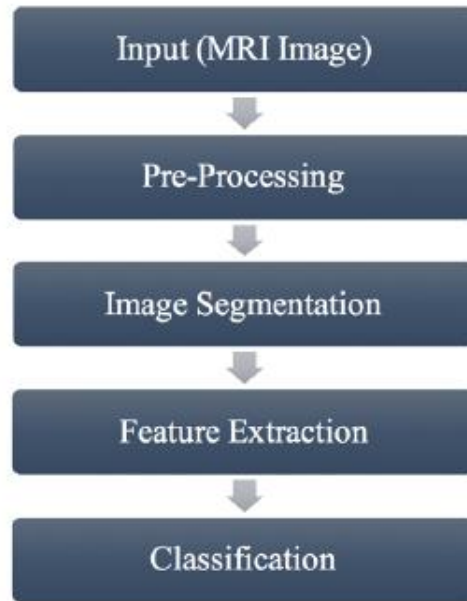 Input (MRI Image)
Pre-Processing
Image Segmentation
Feature Extraction
Classification